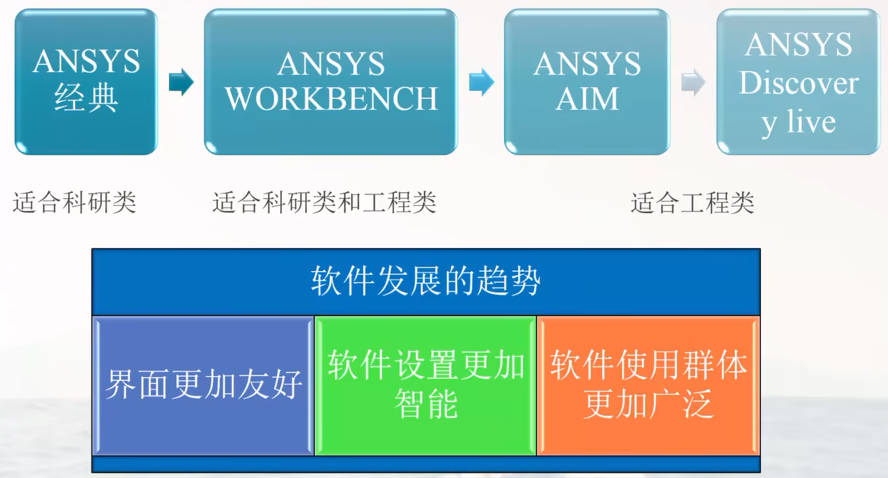 ANSYS
经典
ANSYS
WORKBENCH
ANSYS
AIM
ANSYS
Discover
y live
适合科研类
适合科研类和工程类
适合工程类
软件发展的趋势
界面更加友好
软件设置更加
智能
软件使用群体
更加广泛